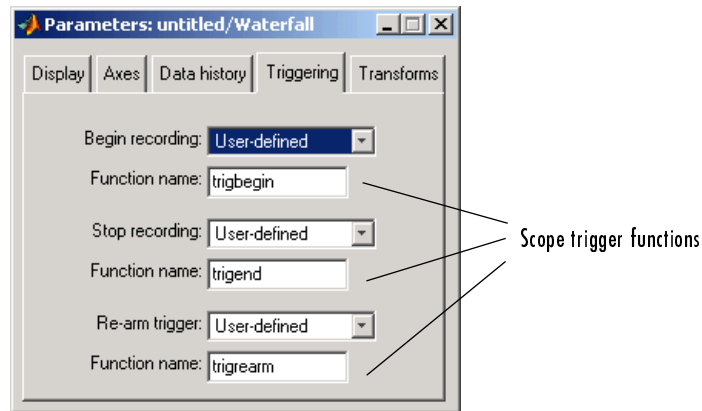 Parameters: untitled/Waterfall
Display Axes Data history Triggering Transforms
Begin recording: User-defined
Function name: trigbegin
Stop recording: User-defined
Function name: trigend
Re-arm trigger: User-defined
Function name: trigrearm
Scope trigger functions